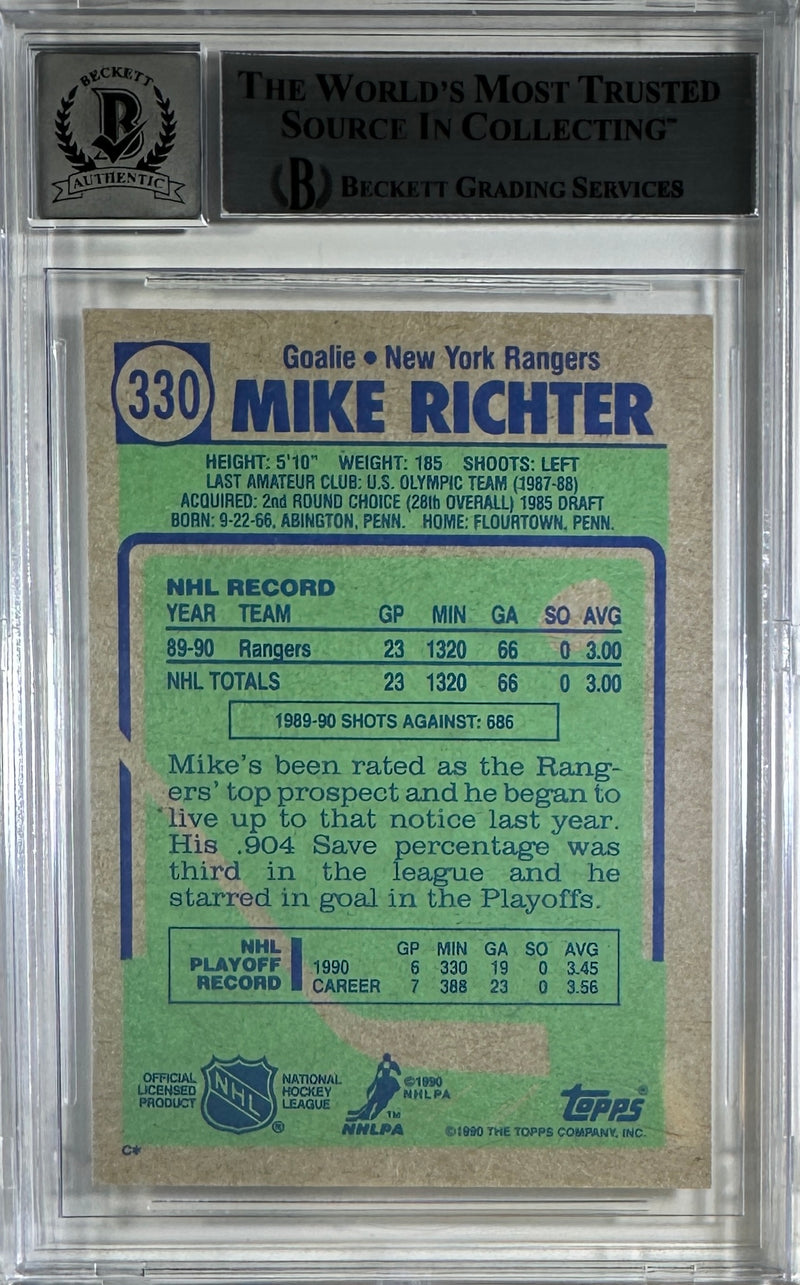 BECKETT
B
AUTHENTIC
THE WORLD'S MOST TRUSTED
SOURCE IN COLLECTING™
B BECKETT GRADING SERVICES
330
Goalie • New York Rangers
MIKE RICHTER
HEIGHT: 5'10" WEIGHT: 185 SHOOTS: LEFT
LAST AMATEUR CLUB: U.S. OLYMPIC TEAM (1987-88)
ACQUIRED: 2nd ROUND CHOICE (28th OVERALL) 1985 DRAFT
BORN: 9-22-66, ABINGTON, PENN. HOME: FLOURTOWN, PENN.
NHL RECORD
YEAR TEAM GP MIN GA SO AVG
89-90 Rangers 23 1320 66 0 3.00
NHL TOTALS 23 1320 66 0 3.00
1989-90 SHOTS AGAINST: 686
Mike's been rated as the Rang-
ers' top prospect and he began to
live up to that notice last year.
His .904 Save percentage was
third in the league and he
starred in goal in the Playoffs.
NHL PLAYOFF RECORD
GP MIN GA SO AVG
1990 6 330 19 0 3.45
CAREER 7 388 23 0 3.56
OFFICIAL
LICENSED
PRODUCT
NHL
®
NATIONAL
HOCKEY
LEAGUE
TM
NHLPA
©1990
NHLPA
TOPPS®
©1990 THE TOPPS COMPANY, INC.
C*